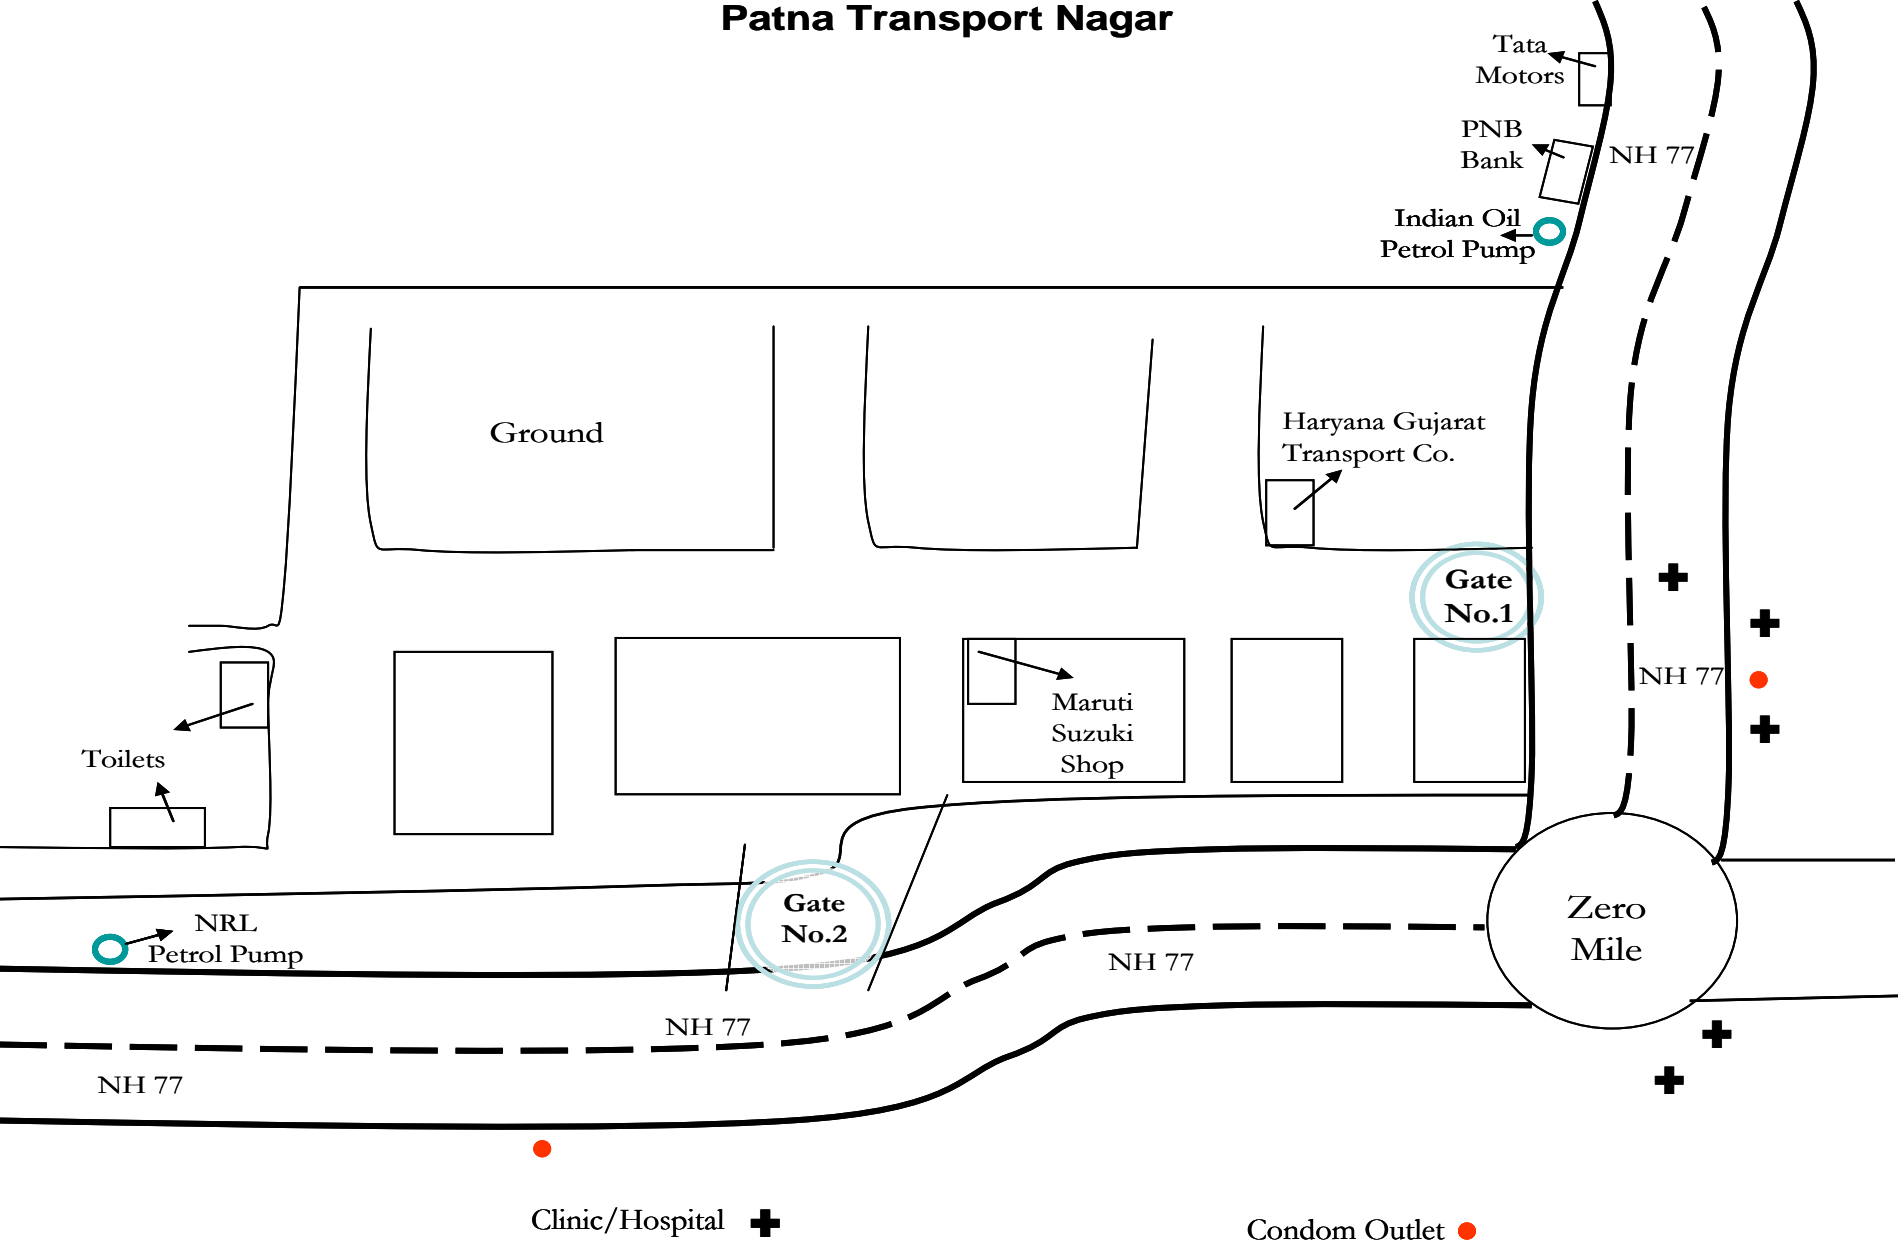 Patna Transport Nagar
Tata
Motors
PNB
Bank
NH 77
Indian Oil
Petrol Pump
Ground
Haryana Gujarat
Transport Co.
Gate
No.1
NH 77
Maruti
Suzuki
Shop
Toilets
Gate
No.2
Zero
Mile
NRL
Petrol Pump
NH 77
NH 77
NH 77
Clinic/Hospital
Condom Outlet